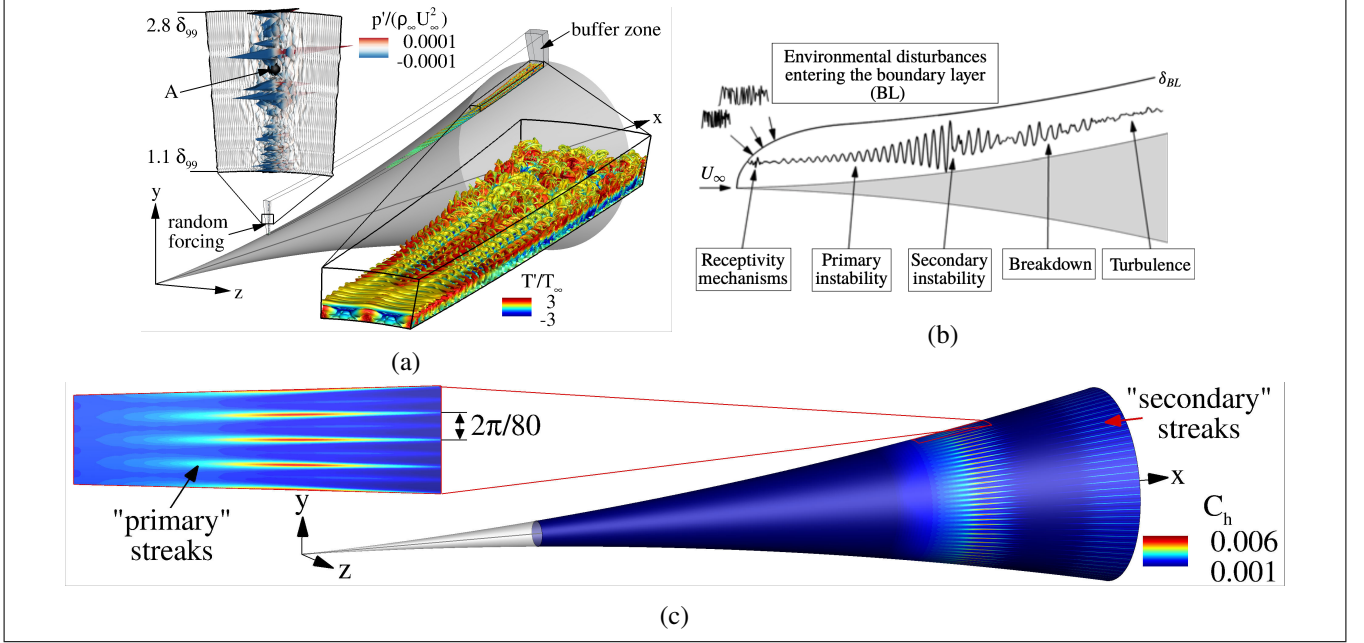 2.8 δ99
p'/(ρ∞U∞²)
0.0001
-0.0001
A
1.1 δ99
buffer zone
x
y
random
forcing
z
T'/T∞
3
-3
(a)
Environmental disturbances
entering the boundary layer
(BL)
δBL
U∞
Receptivity
mechanisms
Primary
instability
Secondary
instability
Breakdown
Turbulence
(b)
2π/80
"primary"
streaks
y
z
"secondary"
streaks
x
Ch
0.006
0.001
(c)